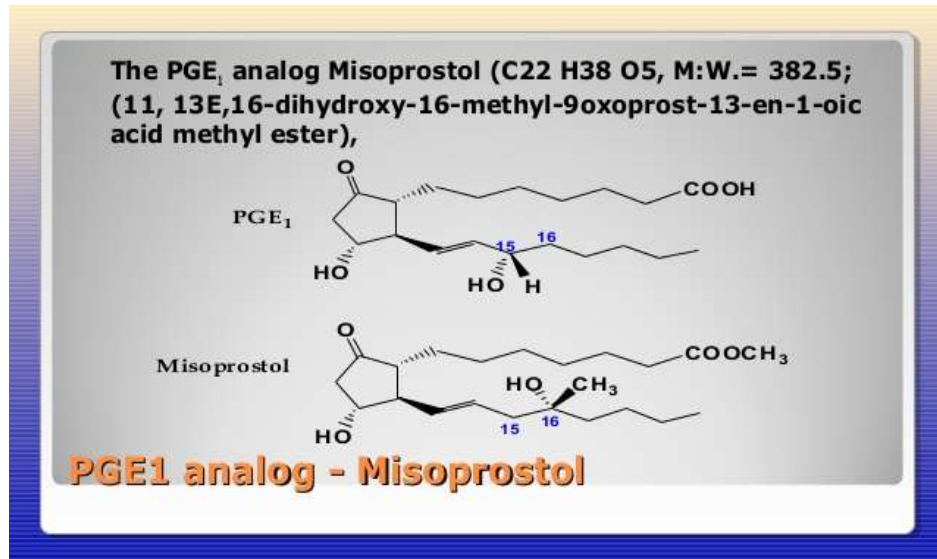 The PGE₁ analog Misoprostol (C22 H38 O5, M:W.= 382.5;
(11, 13E,16-dihydroxy-16-methyl-9oxoprost-13-en-1-oic
acid methyl ester),
O
COOH
PGE₁
15
16
HO
HO H
O
COOCH₃
Misoprostol
HO CH₃
16
15
HO
PGE1 analog - Misoprostol